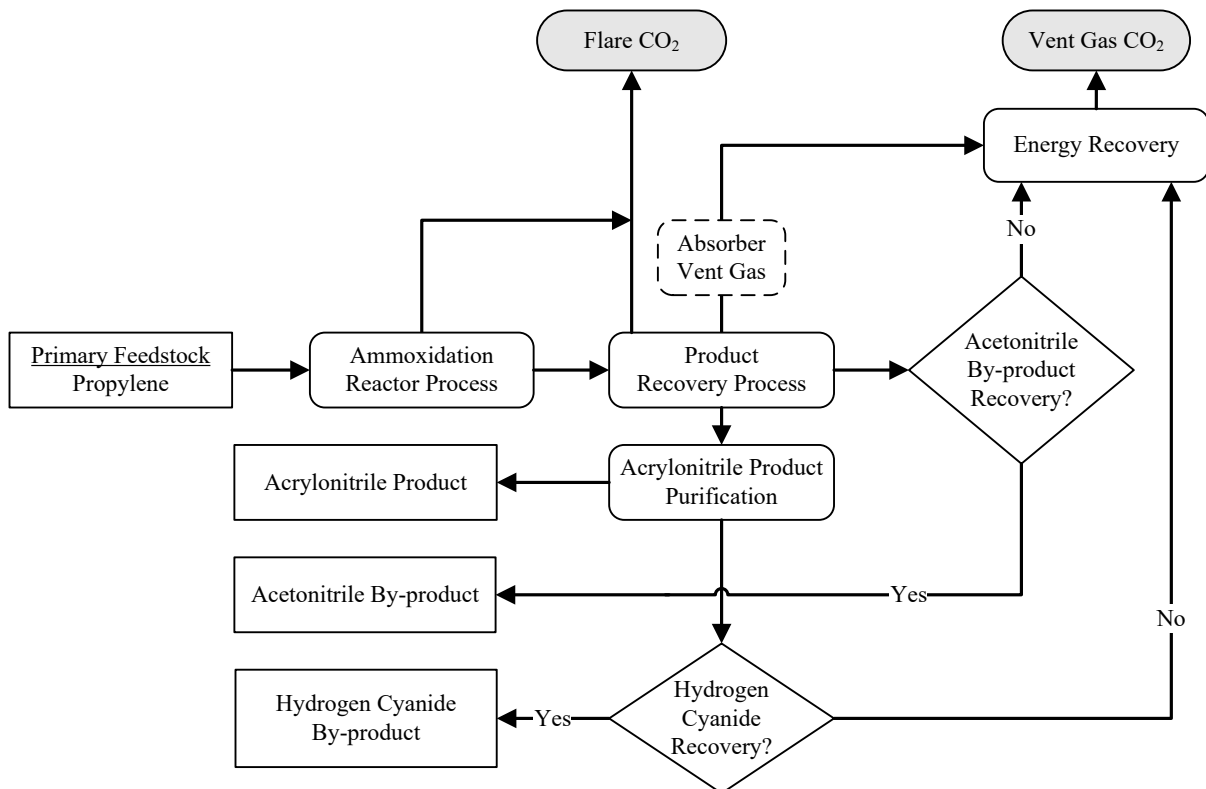 Flare CO₂
Vent Gas CO₂
Energy Recovery
Absorber
Vent Gas
No
Primary Feedstock
Propylene
Ammoxidation
Reactor Process
Product
Recovery Process
Acetonitrile
By-product
Recovery?
Acrylonitrile Product
Acrylonitrile Product
Purification
Acetonitrile By-product
Yes
No
Hydrogen Cyanide
By-product
Yes
Hydrogen
Cyanide
Recovery?